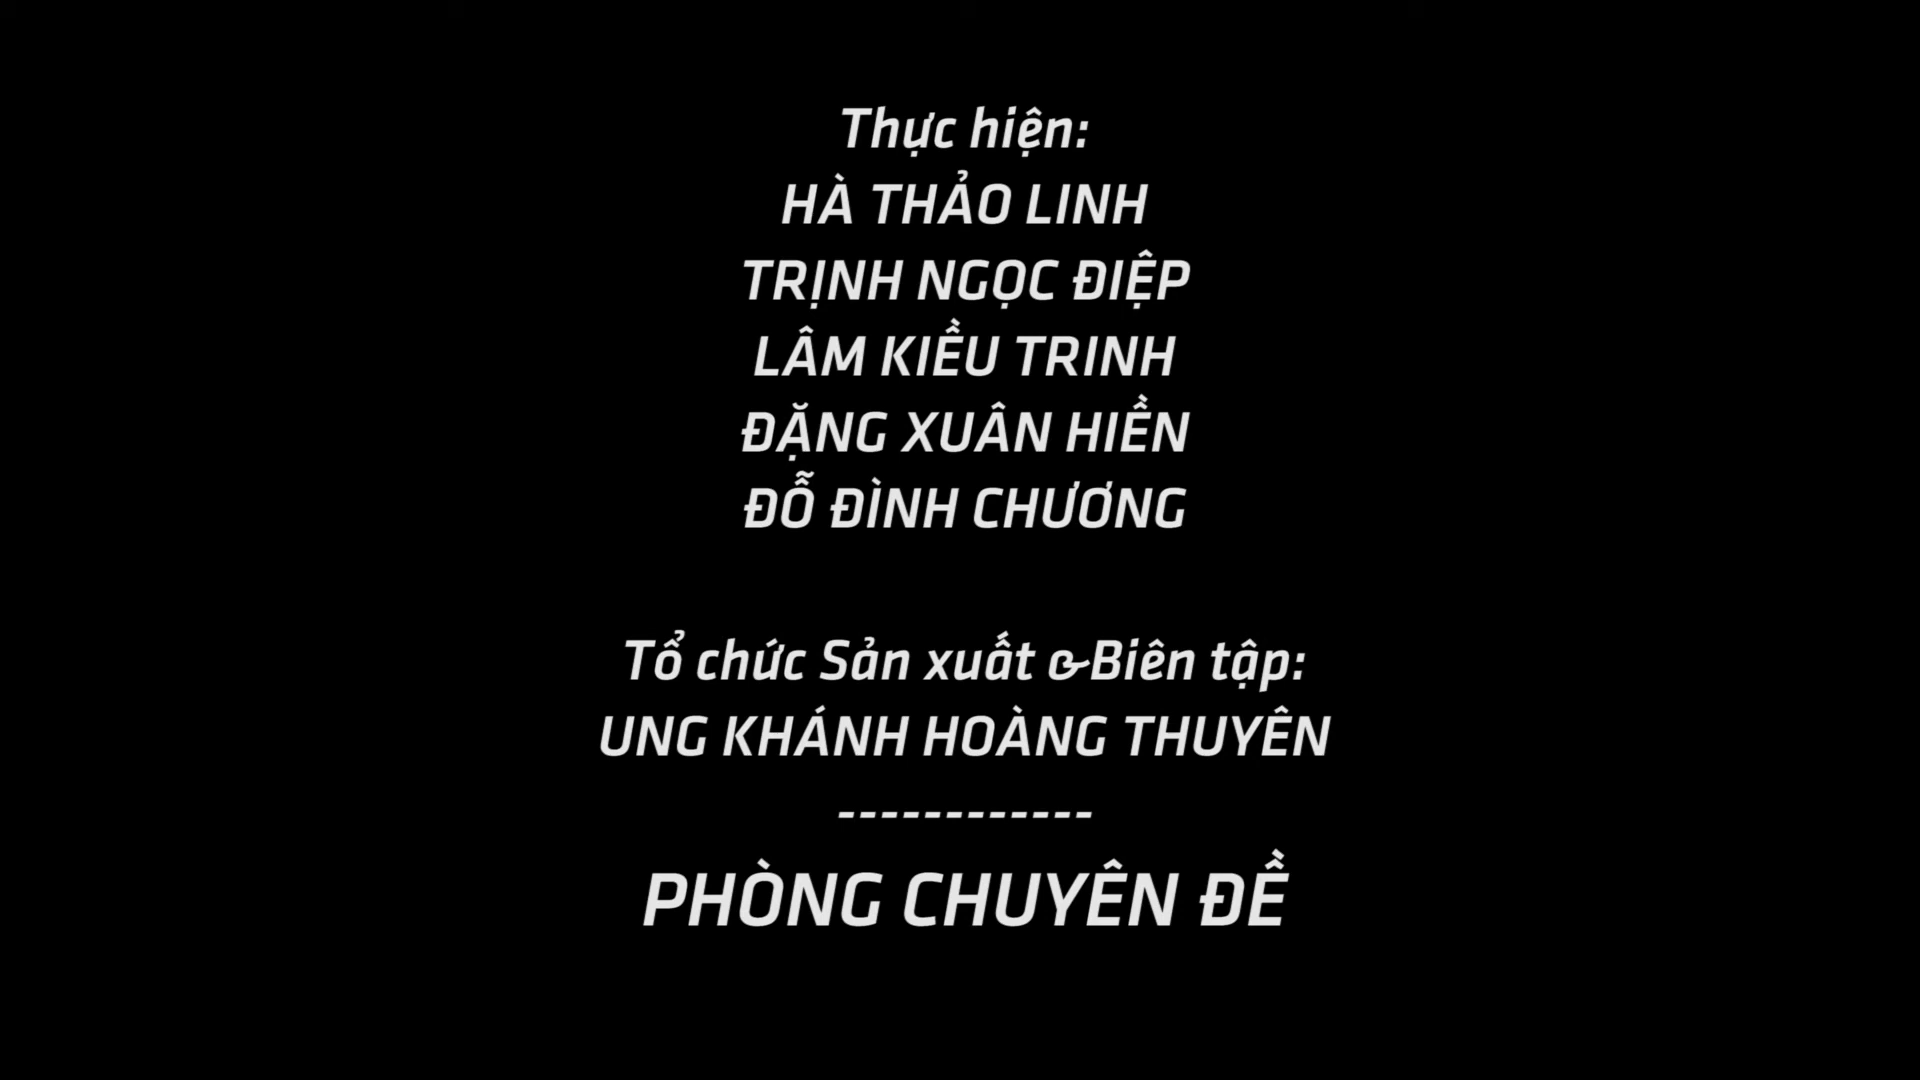 Thực hiện:
HÀ THẢO LINH
TRỊNH NGỌC ĐIỆP
LÂM KIỀU TRINH
ĐẶNG XUÂN HIỀN
ĐỖ ĐÌNH CHƯƠNG
Tổ chức Sản xuất &Biên tập:
UNG KHÁNH HOÀNG THUYÊN
------------
PHÒNG CHUYÊN ĐỀ